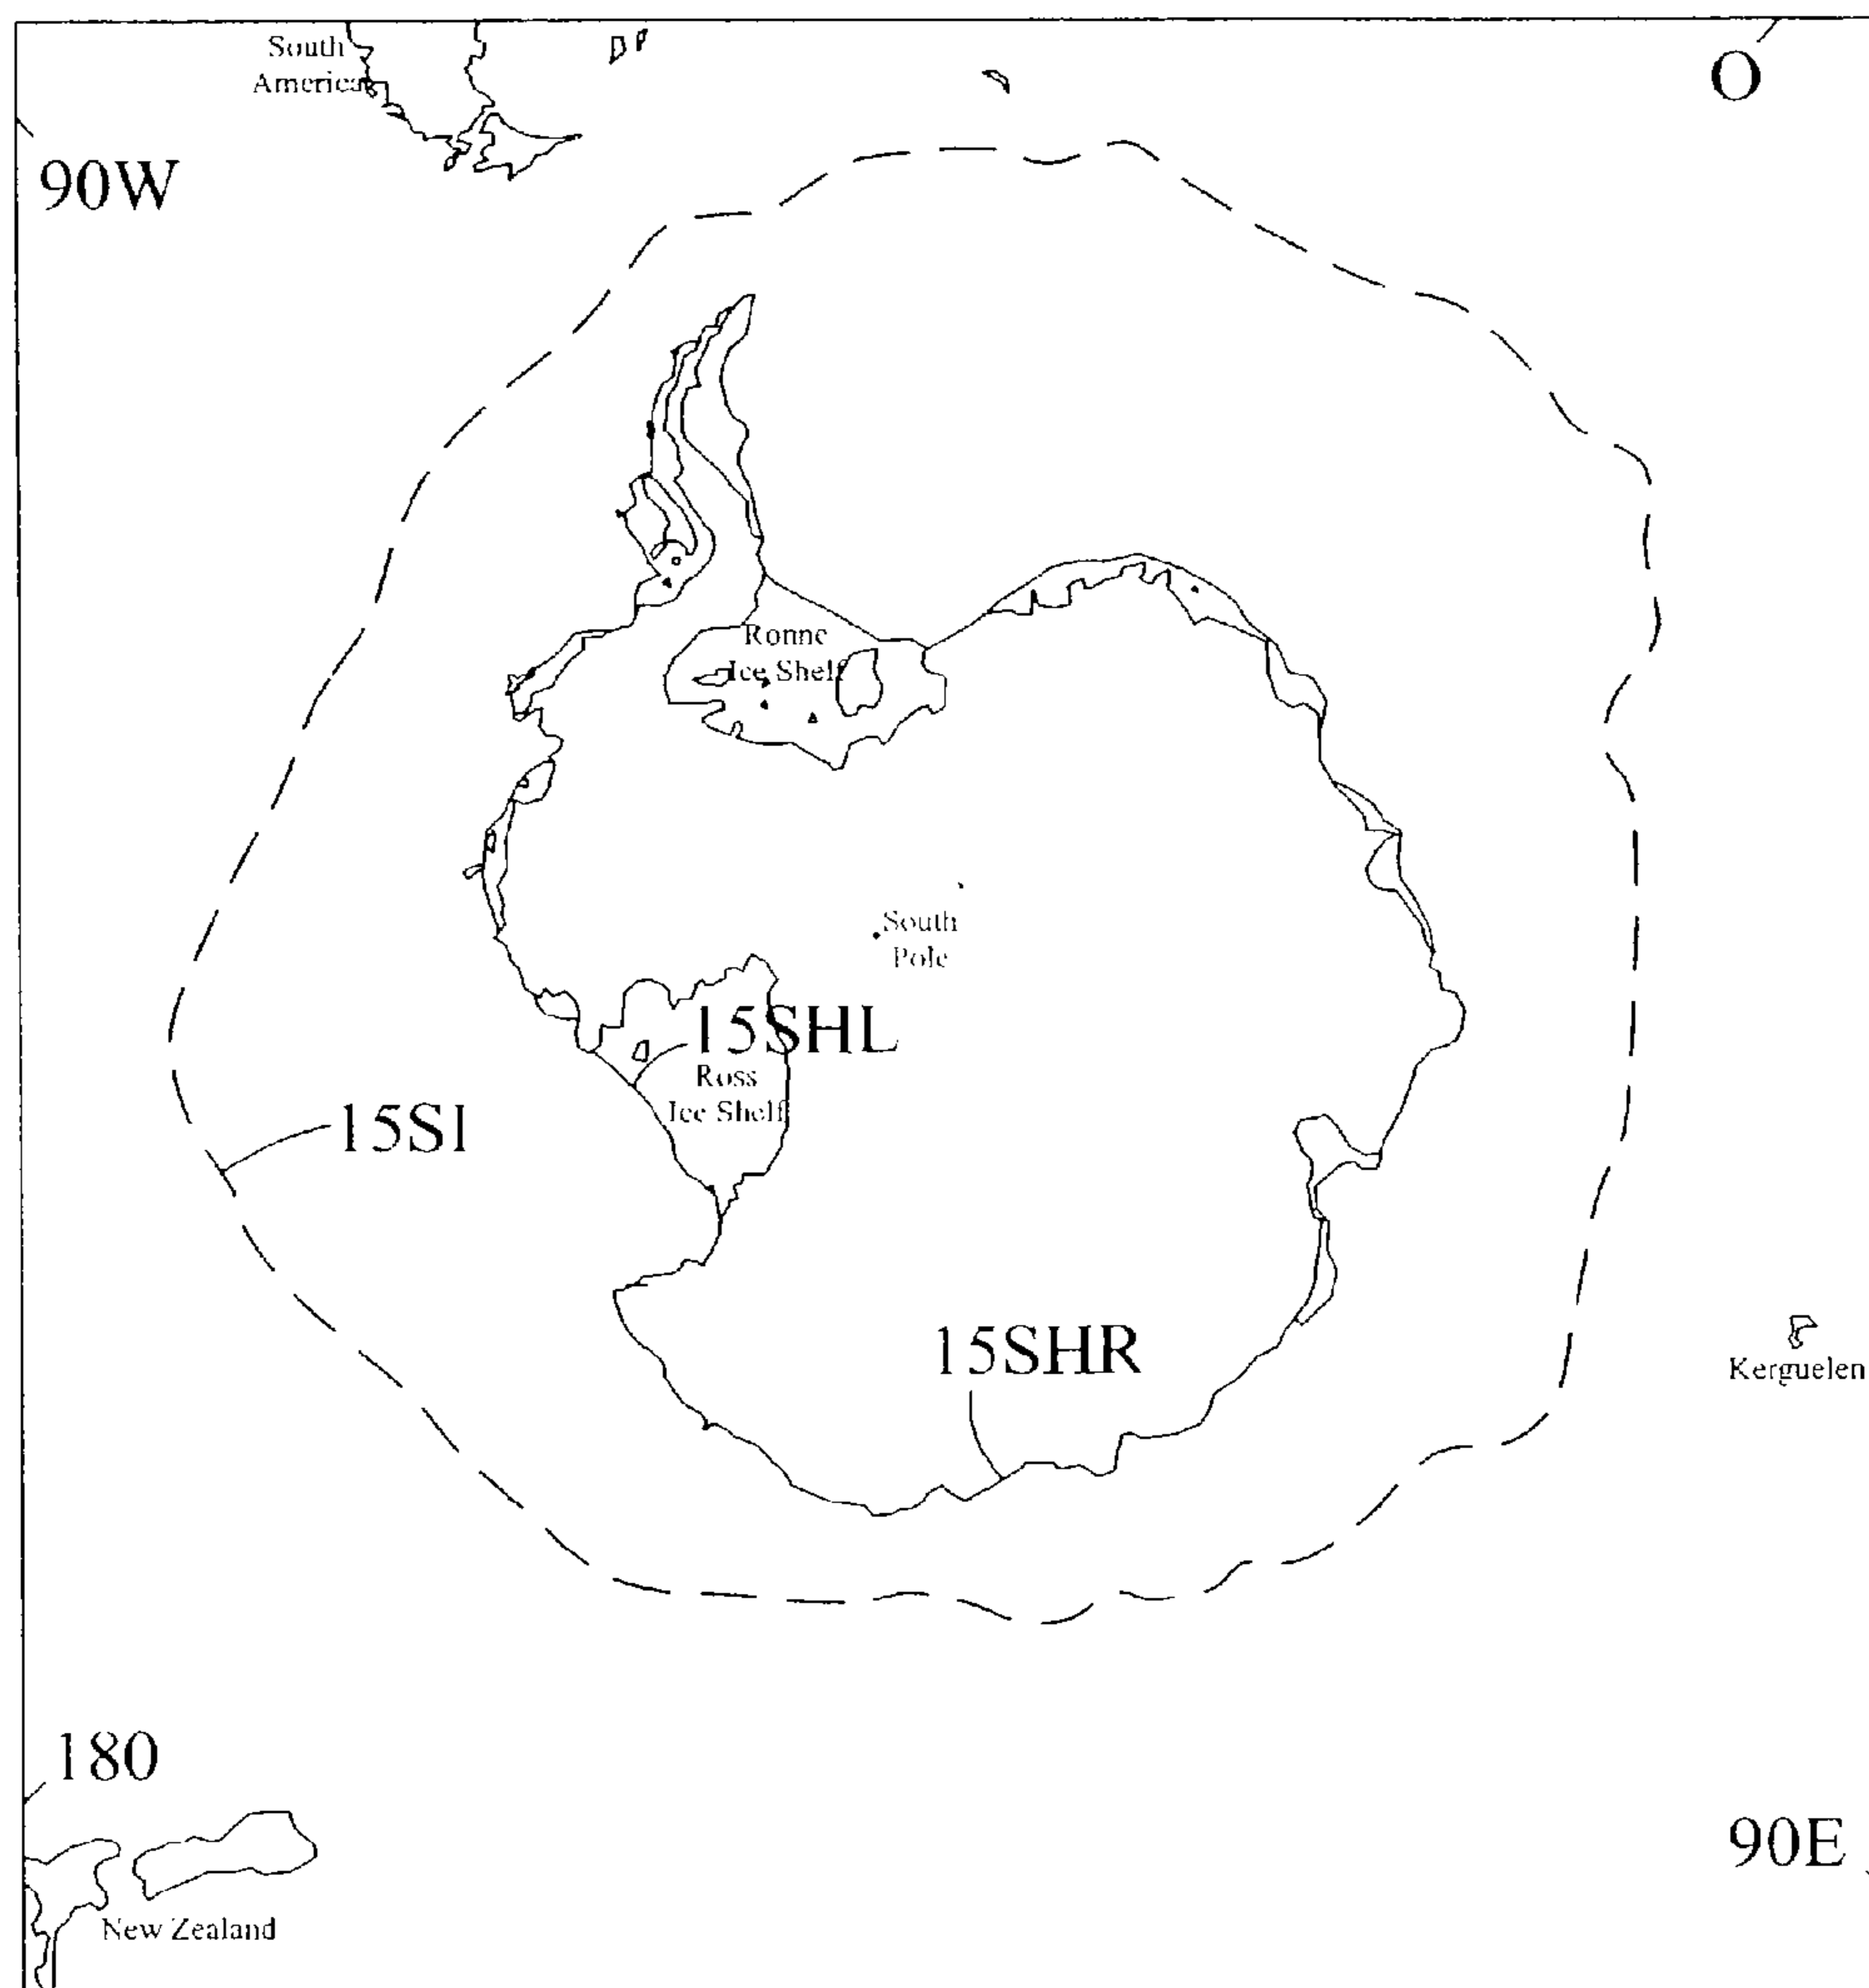 South
America
O
90W
Ronne
Ice Shelf
South
Pole
15SHL
Ross
Ice Shelf
15SI
15SHR
Kerguelen
180
90E
New Zealand